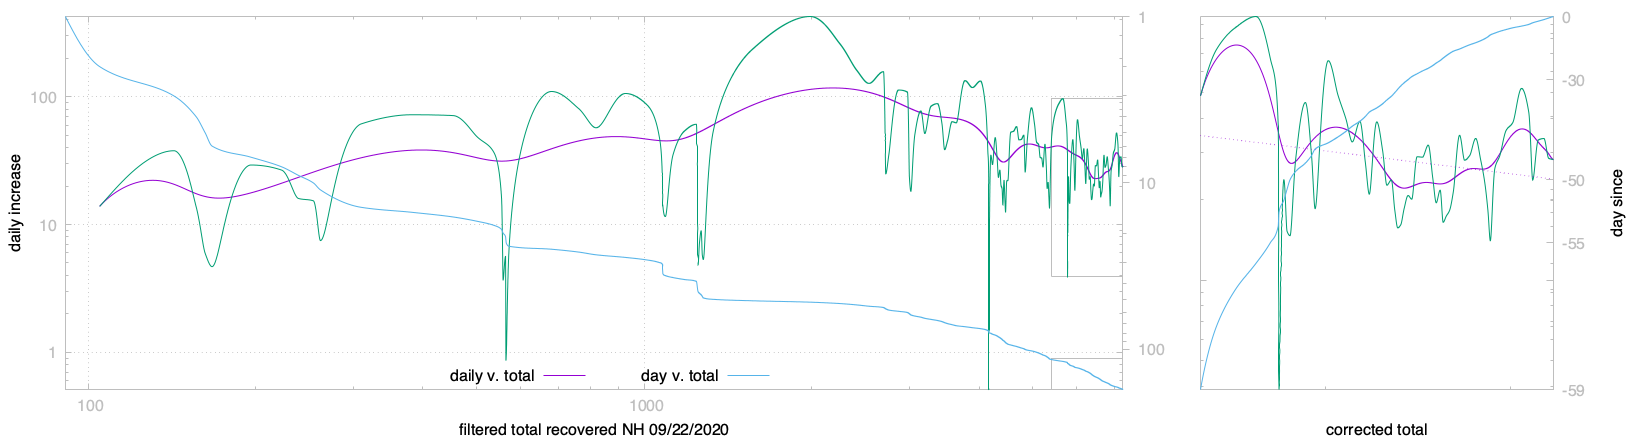 daily increase
100
10
1
100
1000
daily v. total
day v. total
filtered total recovered NH 09/22/2020
1
10
100
0
-30
-50
-55
-59
day since
corrected total